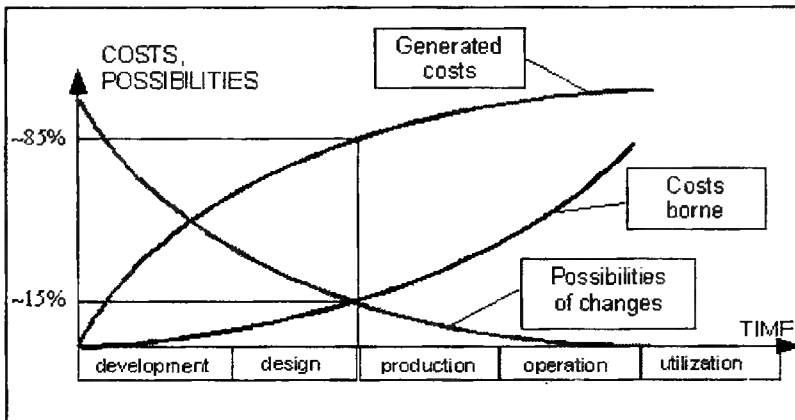 COSTS,
POSSIBILITIES
Generated
costs
~85%
Costs
borne
~15%
Possibilities
of changes
TIME
development
design
production
operation
utilization